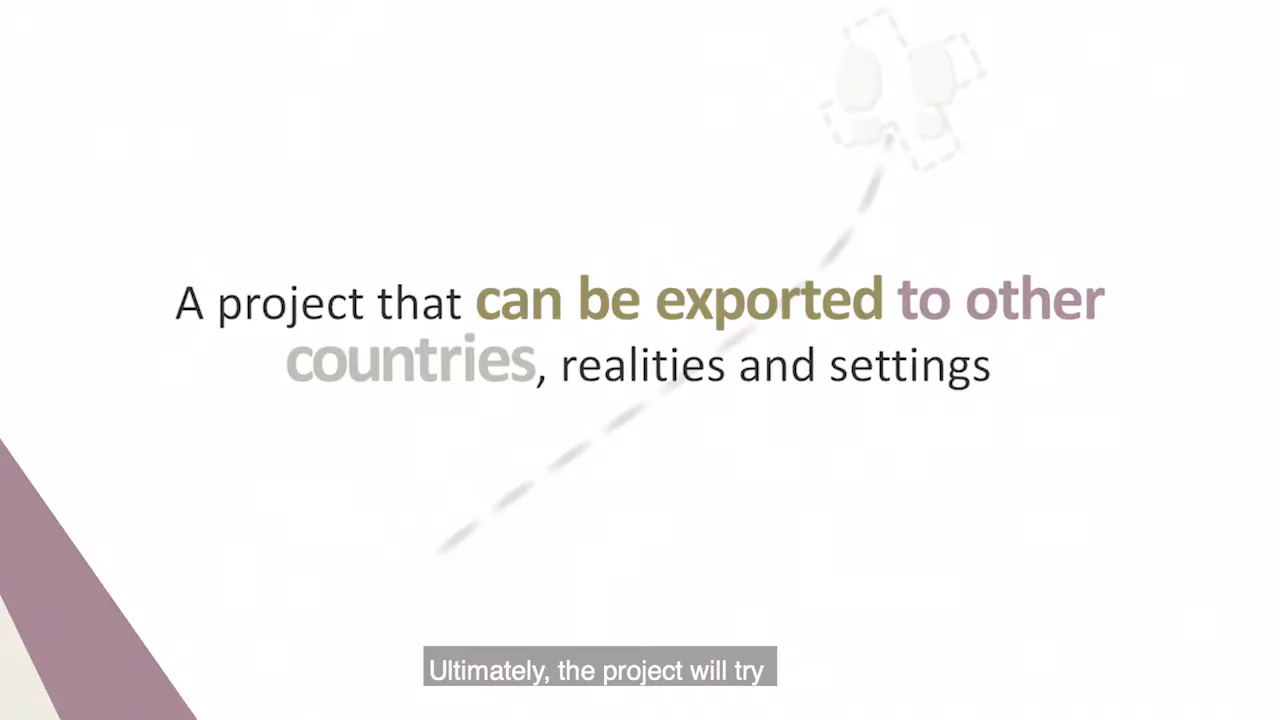 A project that can be exported to other
countries, realities and settings
Ultimately, the project will try